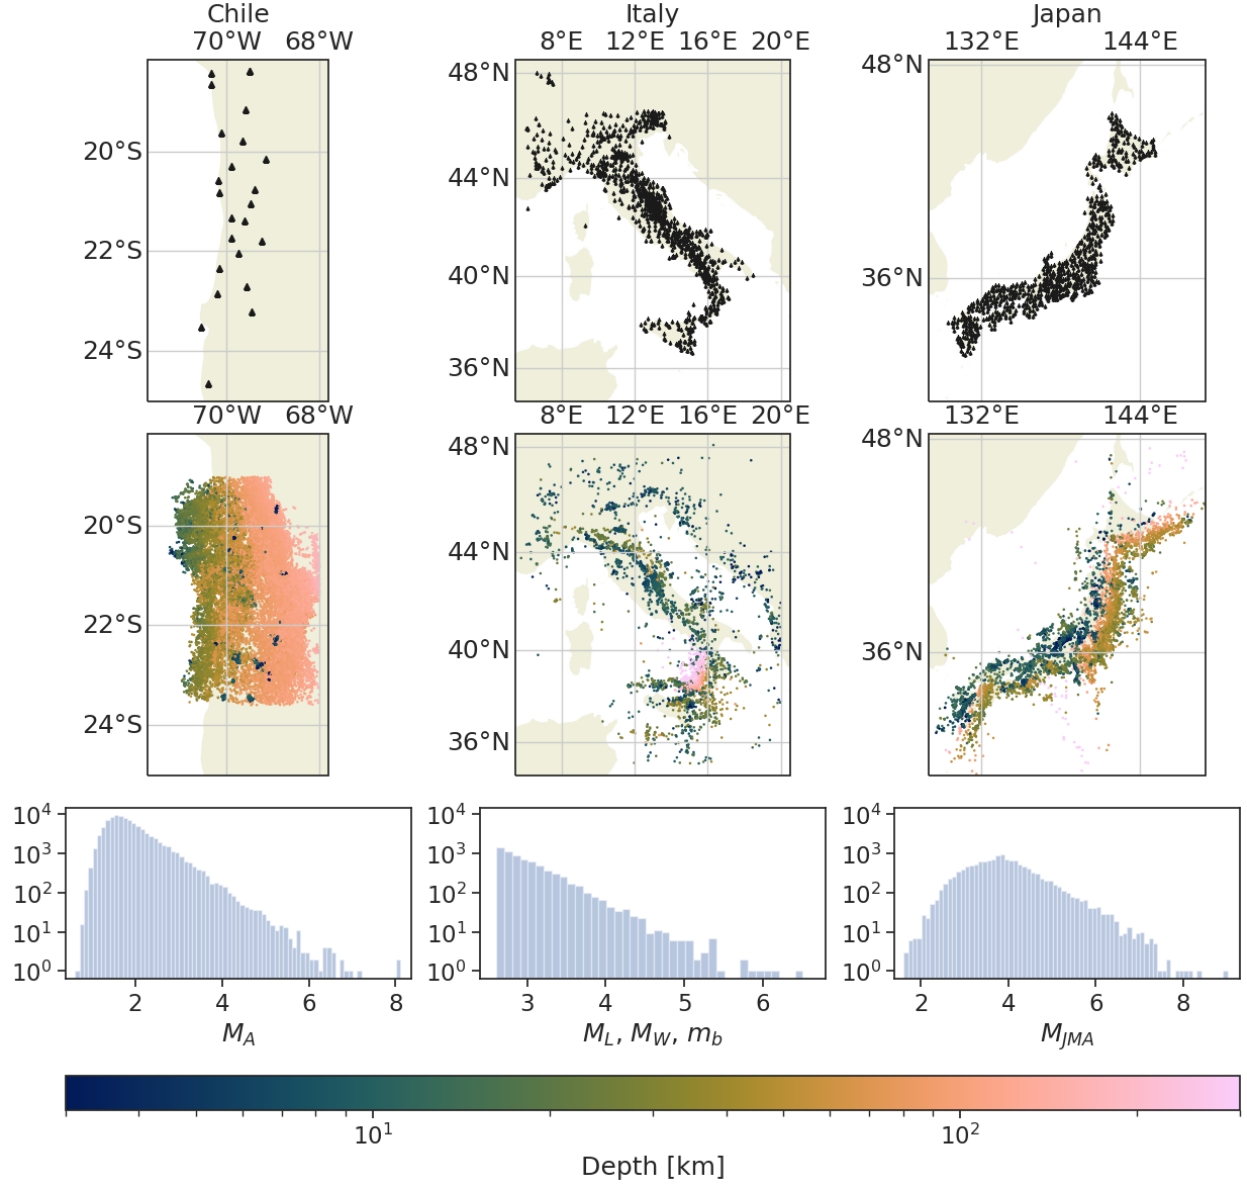 Chile Italy Japan
70°W 68°W 8°E 12°E 16°E 20°E 132°E 144°E
48°N 48°N
20°S 44°N
22°S 40°N 36°N
24°S 36°N
70°W 68°W 8°E 12°E 16°E 20°E 132°E 144°E
48°N 48°N
20°S 44°N
22°S 40°N 36°N
24°S 36°N
10⁴ 10⁴ 10⁴
10³ 10³ 10³
10² 10² 10²
10¹ 10¹ 10¹
10⁰ 10⁰ 10⁰
2 4 6 8 3 4 5 6 2 4 6 8
M_A M_L, M_W, m_b M_JMA
10¹ 10²
Depth [km]